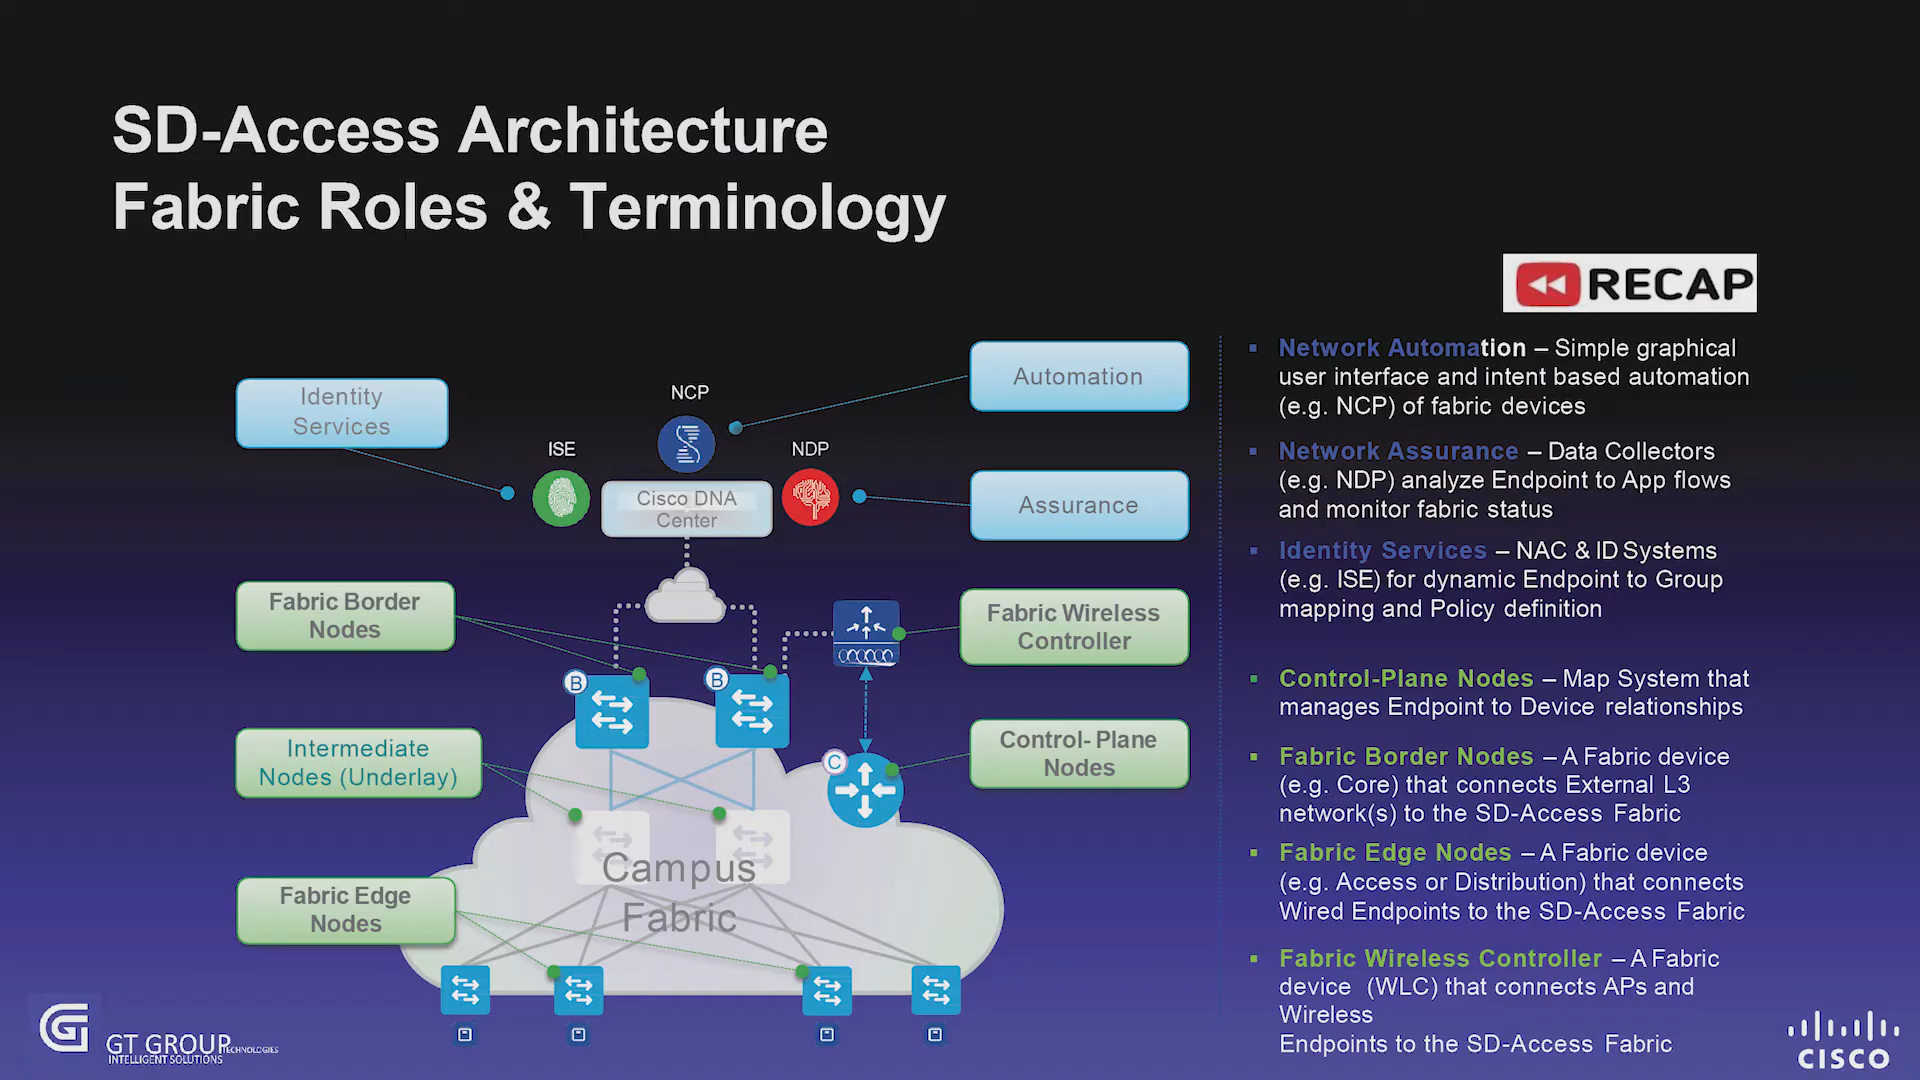 SD-Access Architecture
Fabric Roles & Terminology
RECAP
Identity
Services
NCP
ISE
NDP
Cisco DNA
Center
Automation
Assurance
Fabric Border
Nodes
Fabric Wireless
Controller
B
B
Intermediate
Nodes (Underlay)
C
Control- Plane
Nodes
Campus
Fabric
Fabric Edge
Nodes
▪ Network Automation – Simple graphical
user interface and intent based automation
(e.g. NCP) of fabric devices
▪ Network Assurance – Data Collectors
(e.g. NDP) analyze Endpoint to App flows
and monitor fabric status
▪ Identity Services – NAC & ID Systems
(e.g. ISE) for dynamic Endpoint to Group
mapping and Policy definition
▪ Control-Plane Nodes – Map System that
manages Endpoint to Device relationships
▪ Fabric Border Nodes – A Fabric device
(e.g. Core) that connects External L3
network(s) to the SD-Access Fabric
▪ Fabric Edge Nodes – A Fabric device
(e.g. Access or Distribution) that connects
Wired Endpoints to the SD-Access Fabric
▪ Fabric Wireless Controller – A Fabric
device (WLC) that connects APs and
Wireless
Endpoints to the SD-Access Fabric
GT GROUP TECHNOLOGIES
INTELLIGENT SOLUTIONS
CISCO